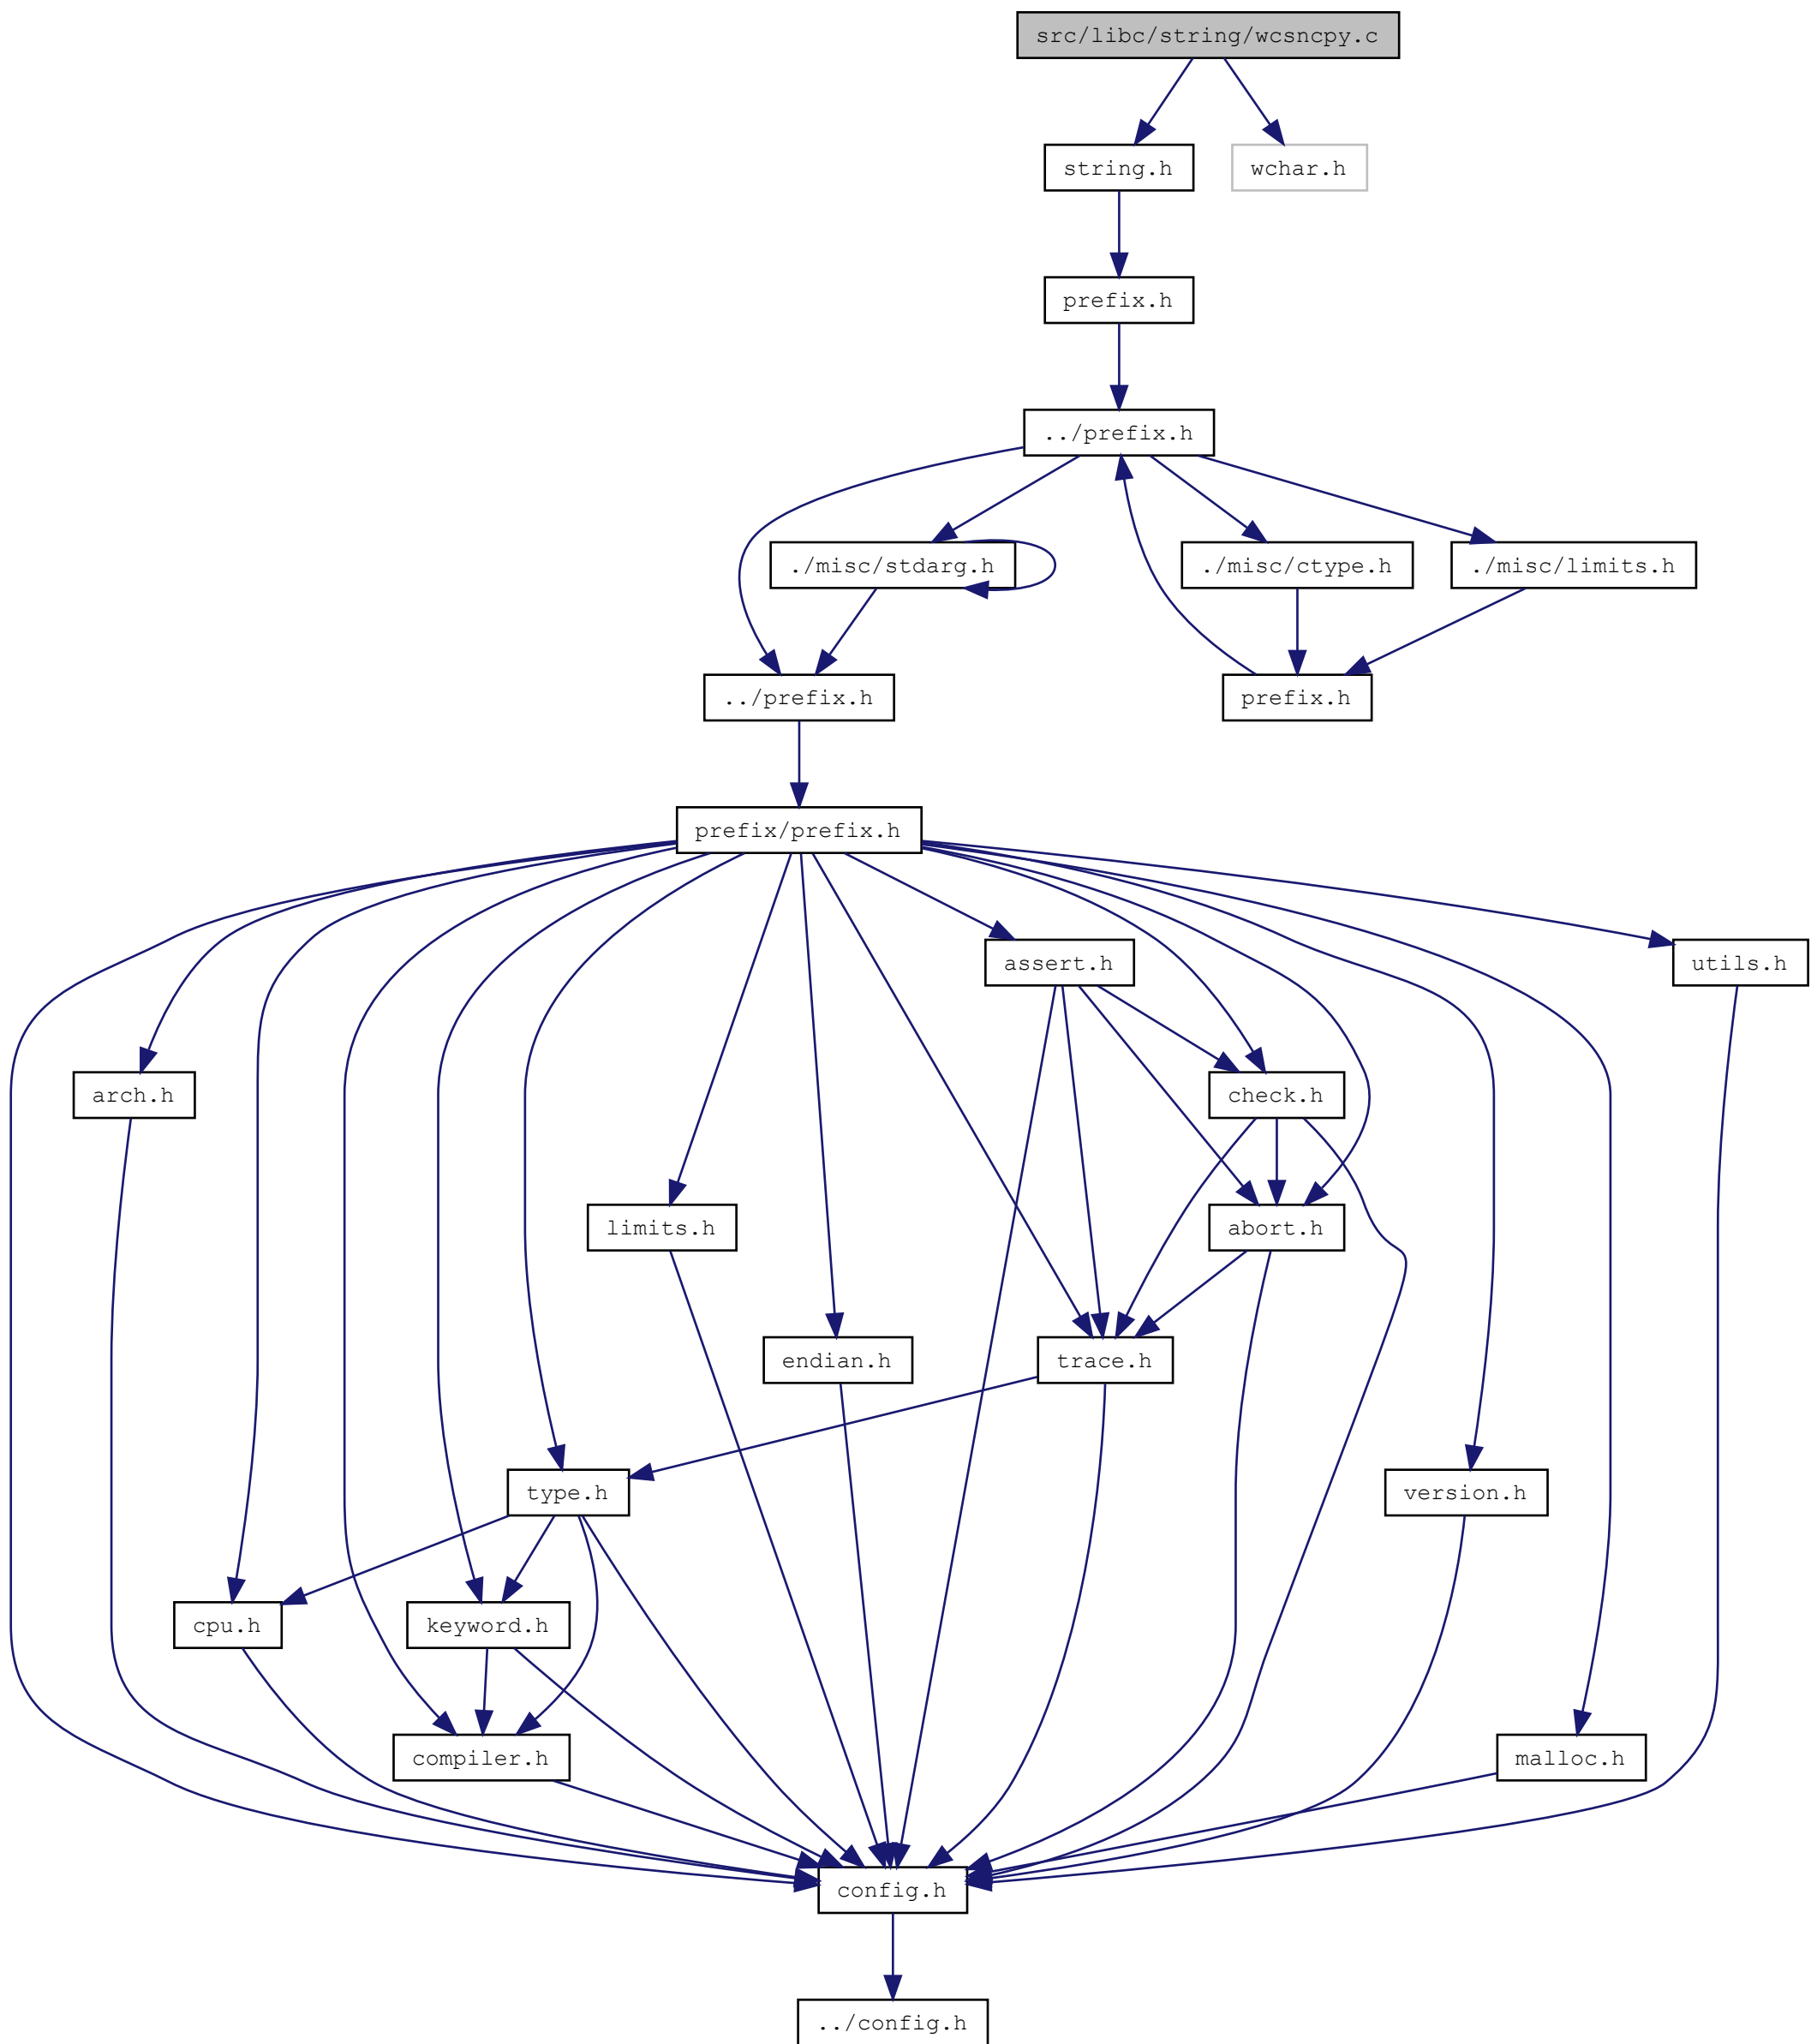 src/libc/string/wcsncpy.c
string.h
wchar.h
prefix.h
../prefix.h
./misc/stdarg.h
./misc/ctype.h
./misc/limits.h
../prefix.h
prefix.h
prefix/prefix.h
assert.h
utils.h
arch.h
check.h
limits.h
abort.h
endian.h
trace.h
type.h
version.h
cpu.h
keyword.h
compiler.h
malloc.h
config.h
../config.h